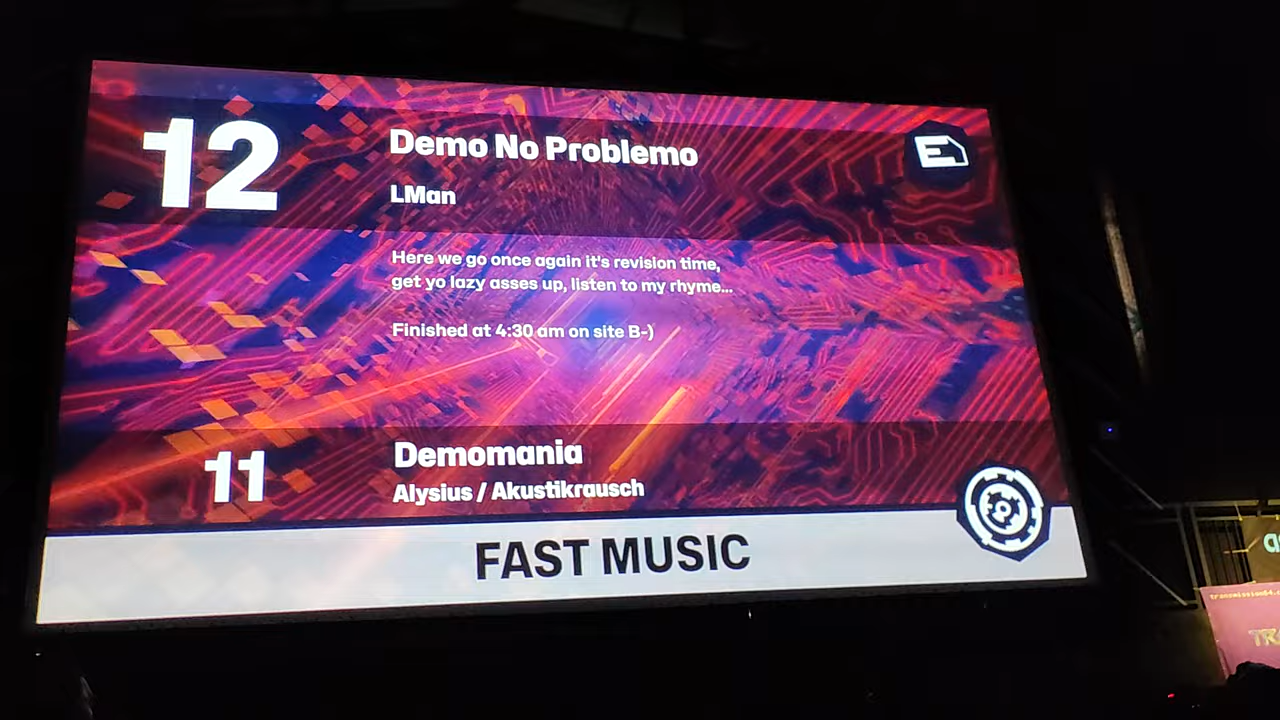 12
Demo No Problemo
LMan
Here we go once again it's revision time,
get yo lazy asses up, listen to my rhyme...
Finished at 4:30 am on site B-)
11
Demomania
Alysius / Akustikrausch
FAST MUSIC